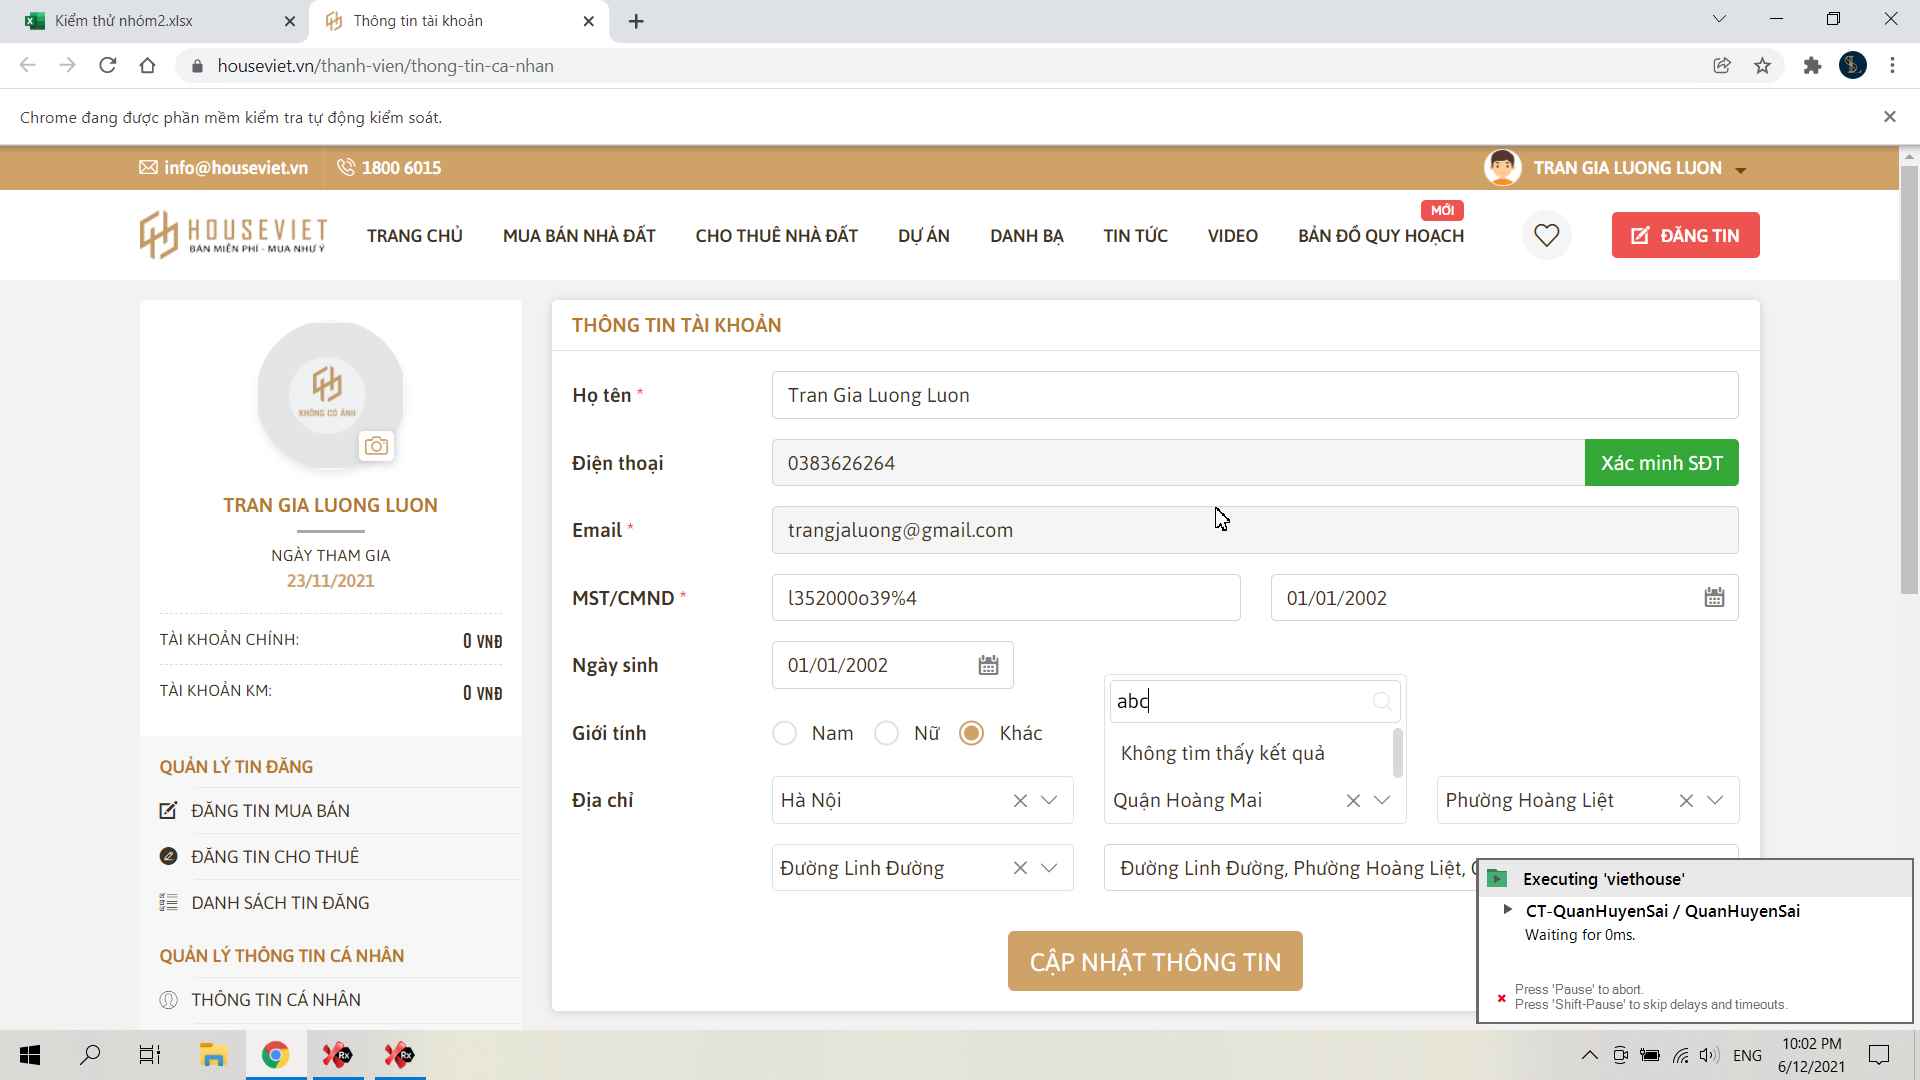 Kiểm thử nhóm2.xlsx
Thông tin tài khoản
houseviet.vn/thanh-vien/thong-tin-ca-nhan
Chrome đang được phần mềm kiểm tra tự động kiểm soát.
info@houseviet.vn
1800 6015
TRAN GIA LUONG LUON
HOUSEVIET
BÁN MIỄN PHÍ - MUA NHƯ Ý
TRANG CHỦ
MUA BÁN NHÀ ĐẤT
CHO THUÊ NHÀ ĐẤT
DỰ ÁN
DANH BẠ
TIN TỨC
VIDEO
MỚI
BẢN ĐỒ QUY HOẠCH
ĐĂNG TIN
KHÔNG CÓ ẢNH
TRAN GIA LUONG LUON
NGÀY THAM GIA
23/11/2021
TÀI KHOẢN CHÍNH: 0 VNĐ
TÀI KHOẢN KM: 0 VNĐ
QUẢN LÝ TIN ĐĂNG
ĐĂNG TIN MUA BÁN
ĐĂNG TIN CHO THUÊ
DANH SÁCH TIN ĐĂNG
QUẢN LÝ THÔNG TIN CÁ NHÂN
THÔNG TIN CÁ NHÂN
THÔNG TIN TÀI KHOẢN
Họ tên * Tran Gia Luong Luon
Điện thoại 0383626264 Xác minh SĐT
Email * trangjaluong@gmail.com
MST/CMND * l352000o39%4 01/01/2002
Ngày sinh 01/01/2002
abc
Giới tính Nam Nữ Khác
Không tìm thấy kết quả
Địa chỉ Hà Nội Quận Hoàng Mai Phường Hoàng Liệt
Đường Linh Đường Đường Linh Đường, Phường Hoàng Liệt,
CẬP NHẬT THÔNG TIN
Executing 'viethouse'
CT-QuanHuyenSai / QuanHuyenSai
Waiting for 0ms.
Press 'Pause' to abort.
Press 'Shift-Pause' to skip delays and timeouts.
Rx
Rx
ENG
10:02 PM
6/12/2021